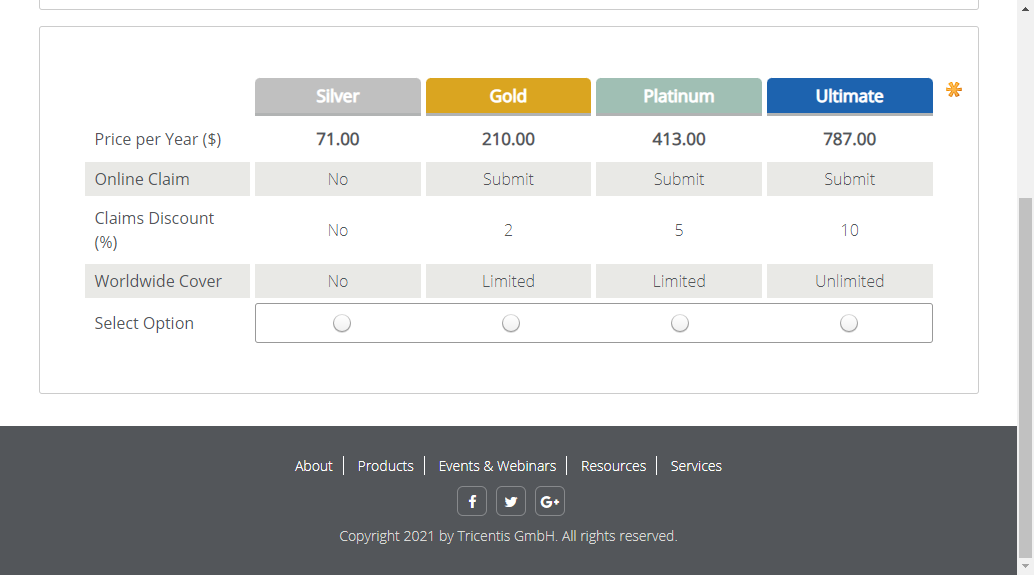 Silver Gold Platinum Ultimate
Price per Year ($) 71.00 210.00 413.00 787.00
Online Claim No Submit Submit Submit
Claims Discount
(%) No 2 5 10
Worldwide Cover No Limited Limited Unlimited
Select Option
About Products Events & Webinars Resources Services
f G+
Copyright 2021 by Tricentis GmbH. All rights reserved.